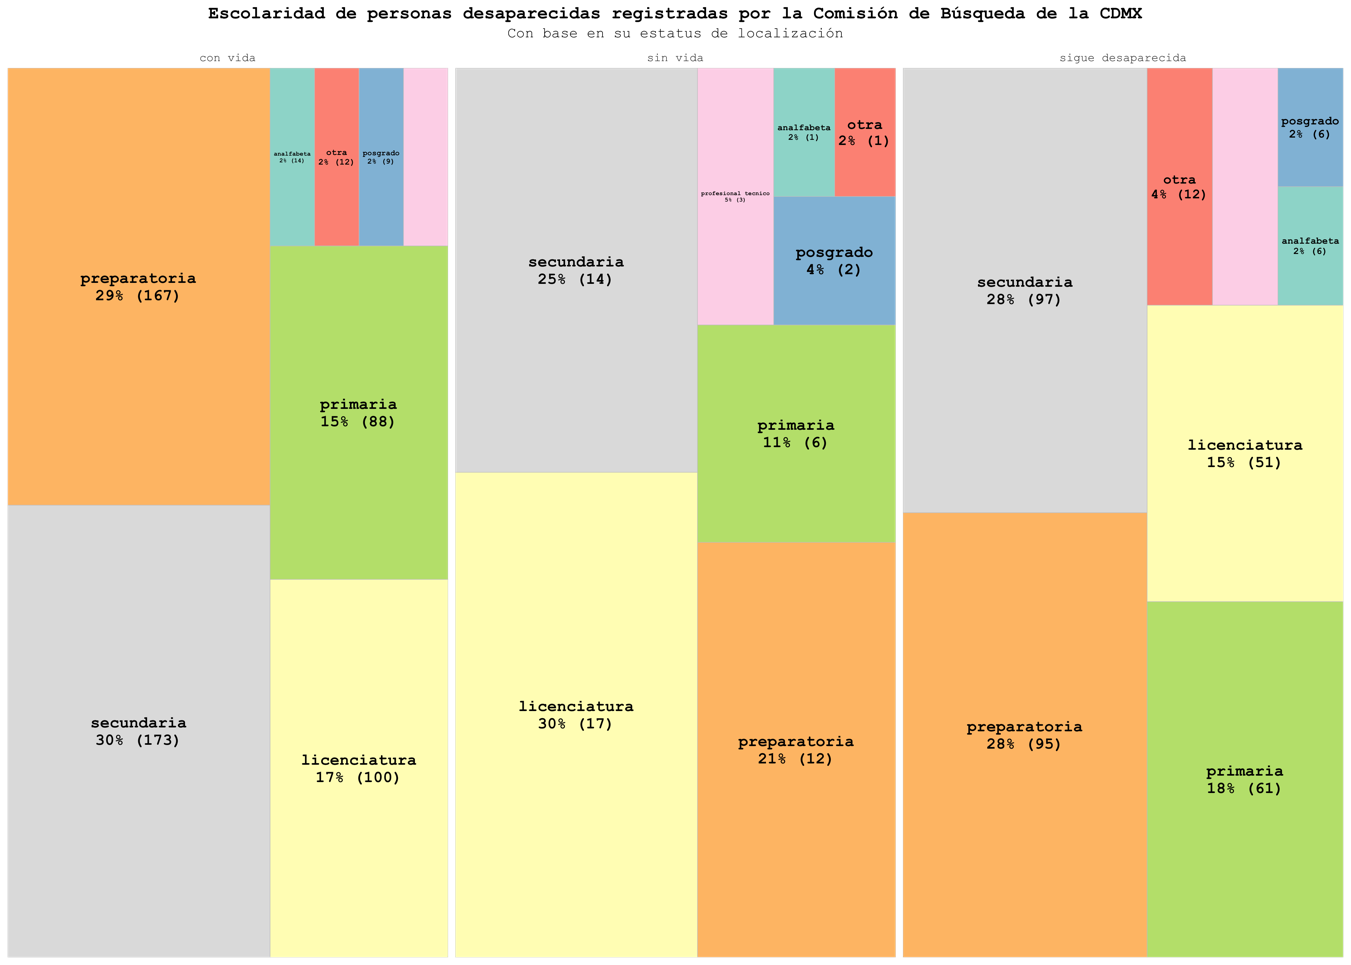 Escolaridad de personas desaparecidas registradas por la Comisión de Búsqueda de la CDMX
Con base en su estatus de localización
con vida
preparatoria
29% (167)
analfabeta
2% (14)
otra
2% (12)
posgrado
2% (9)
primaria
15% (88)
secundaria
30% (173)
licenciatura
17% (100)
sin vida
secundaria
25% (14)
profesional tecnico
5% (3)
analfabeta
2% (1)
otra
2% (1)
posgrado
4% (2)
primaria
11% (6)
licenciatura
30% (17)
preparatoria
21% (12)
sigue desaparecida
secundaria
28% (97)
otra
4% (12)
posgrado
2% (6)
analfabeta
2% (6)
licenciatura
15% (51)
preparatoria
28% (95)
primaria
18% (61)